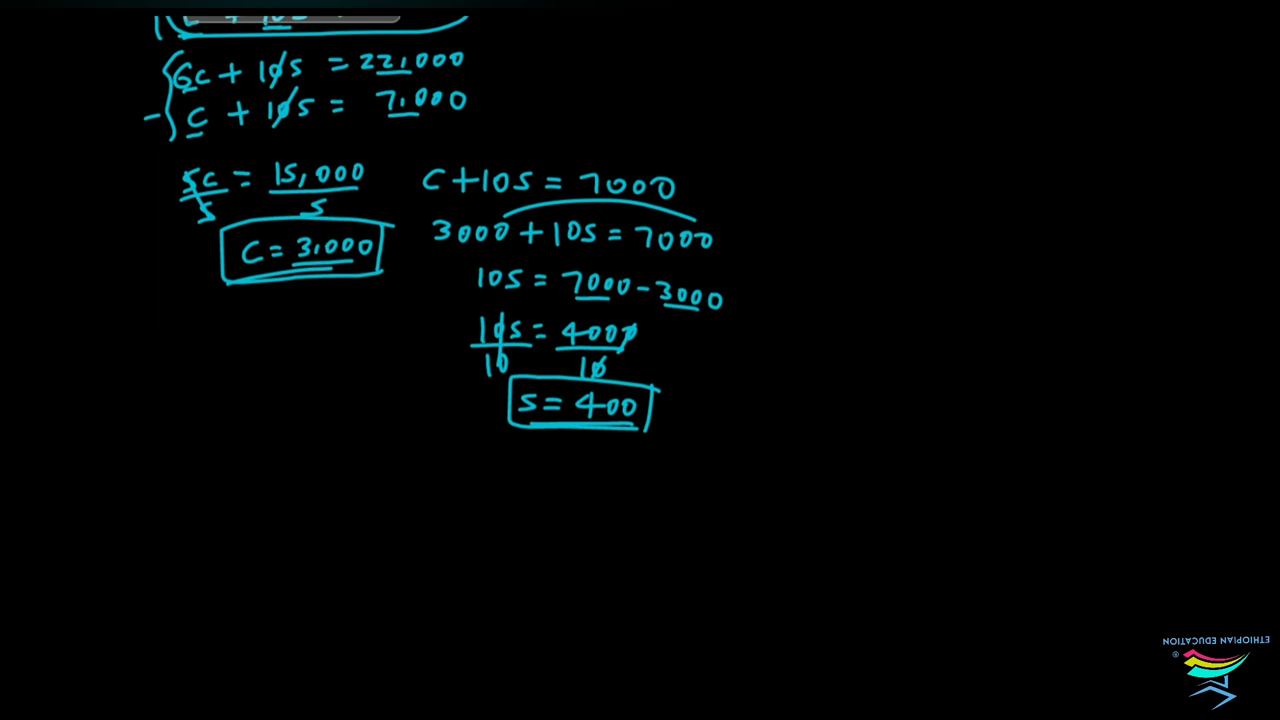 6c + 10s = 22,000
- c + 10s = 7,000
5c/5 = 15,000/5
c = 3,000
c + 10s = 7000
3000 + 10s = 7000
10s = 7000 - 3000
10s/10 = 4000/10
s = 400
ETHIOPIAN EDUCATION
®